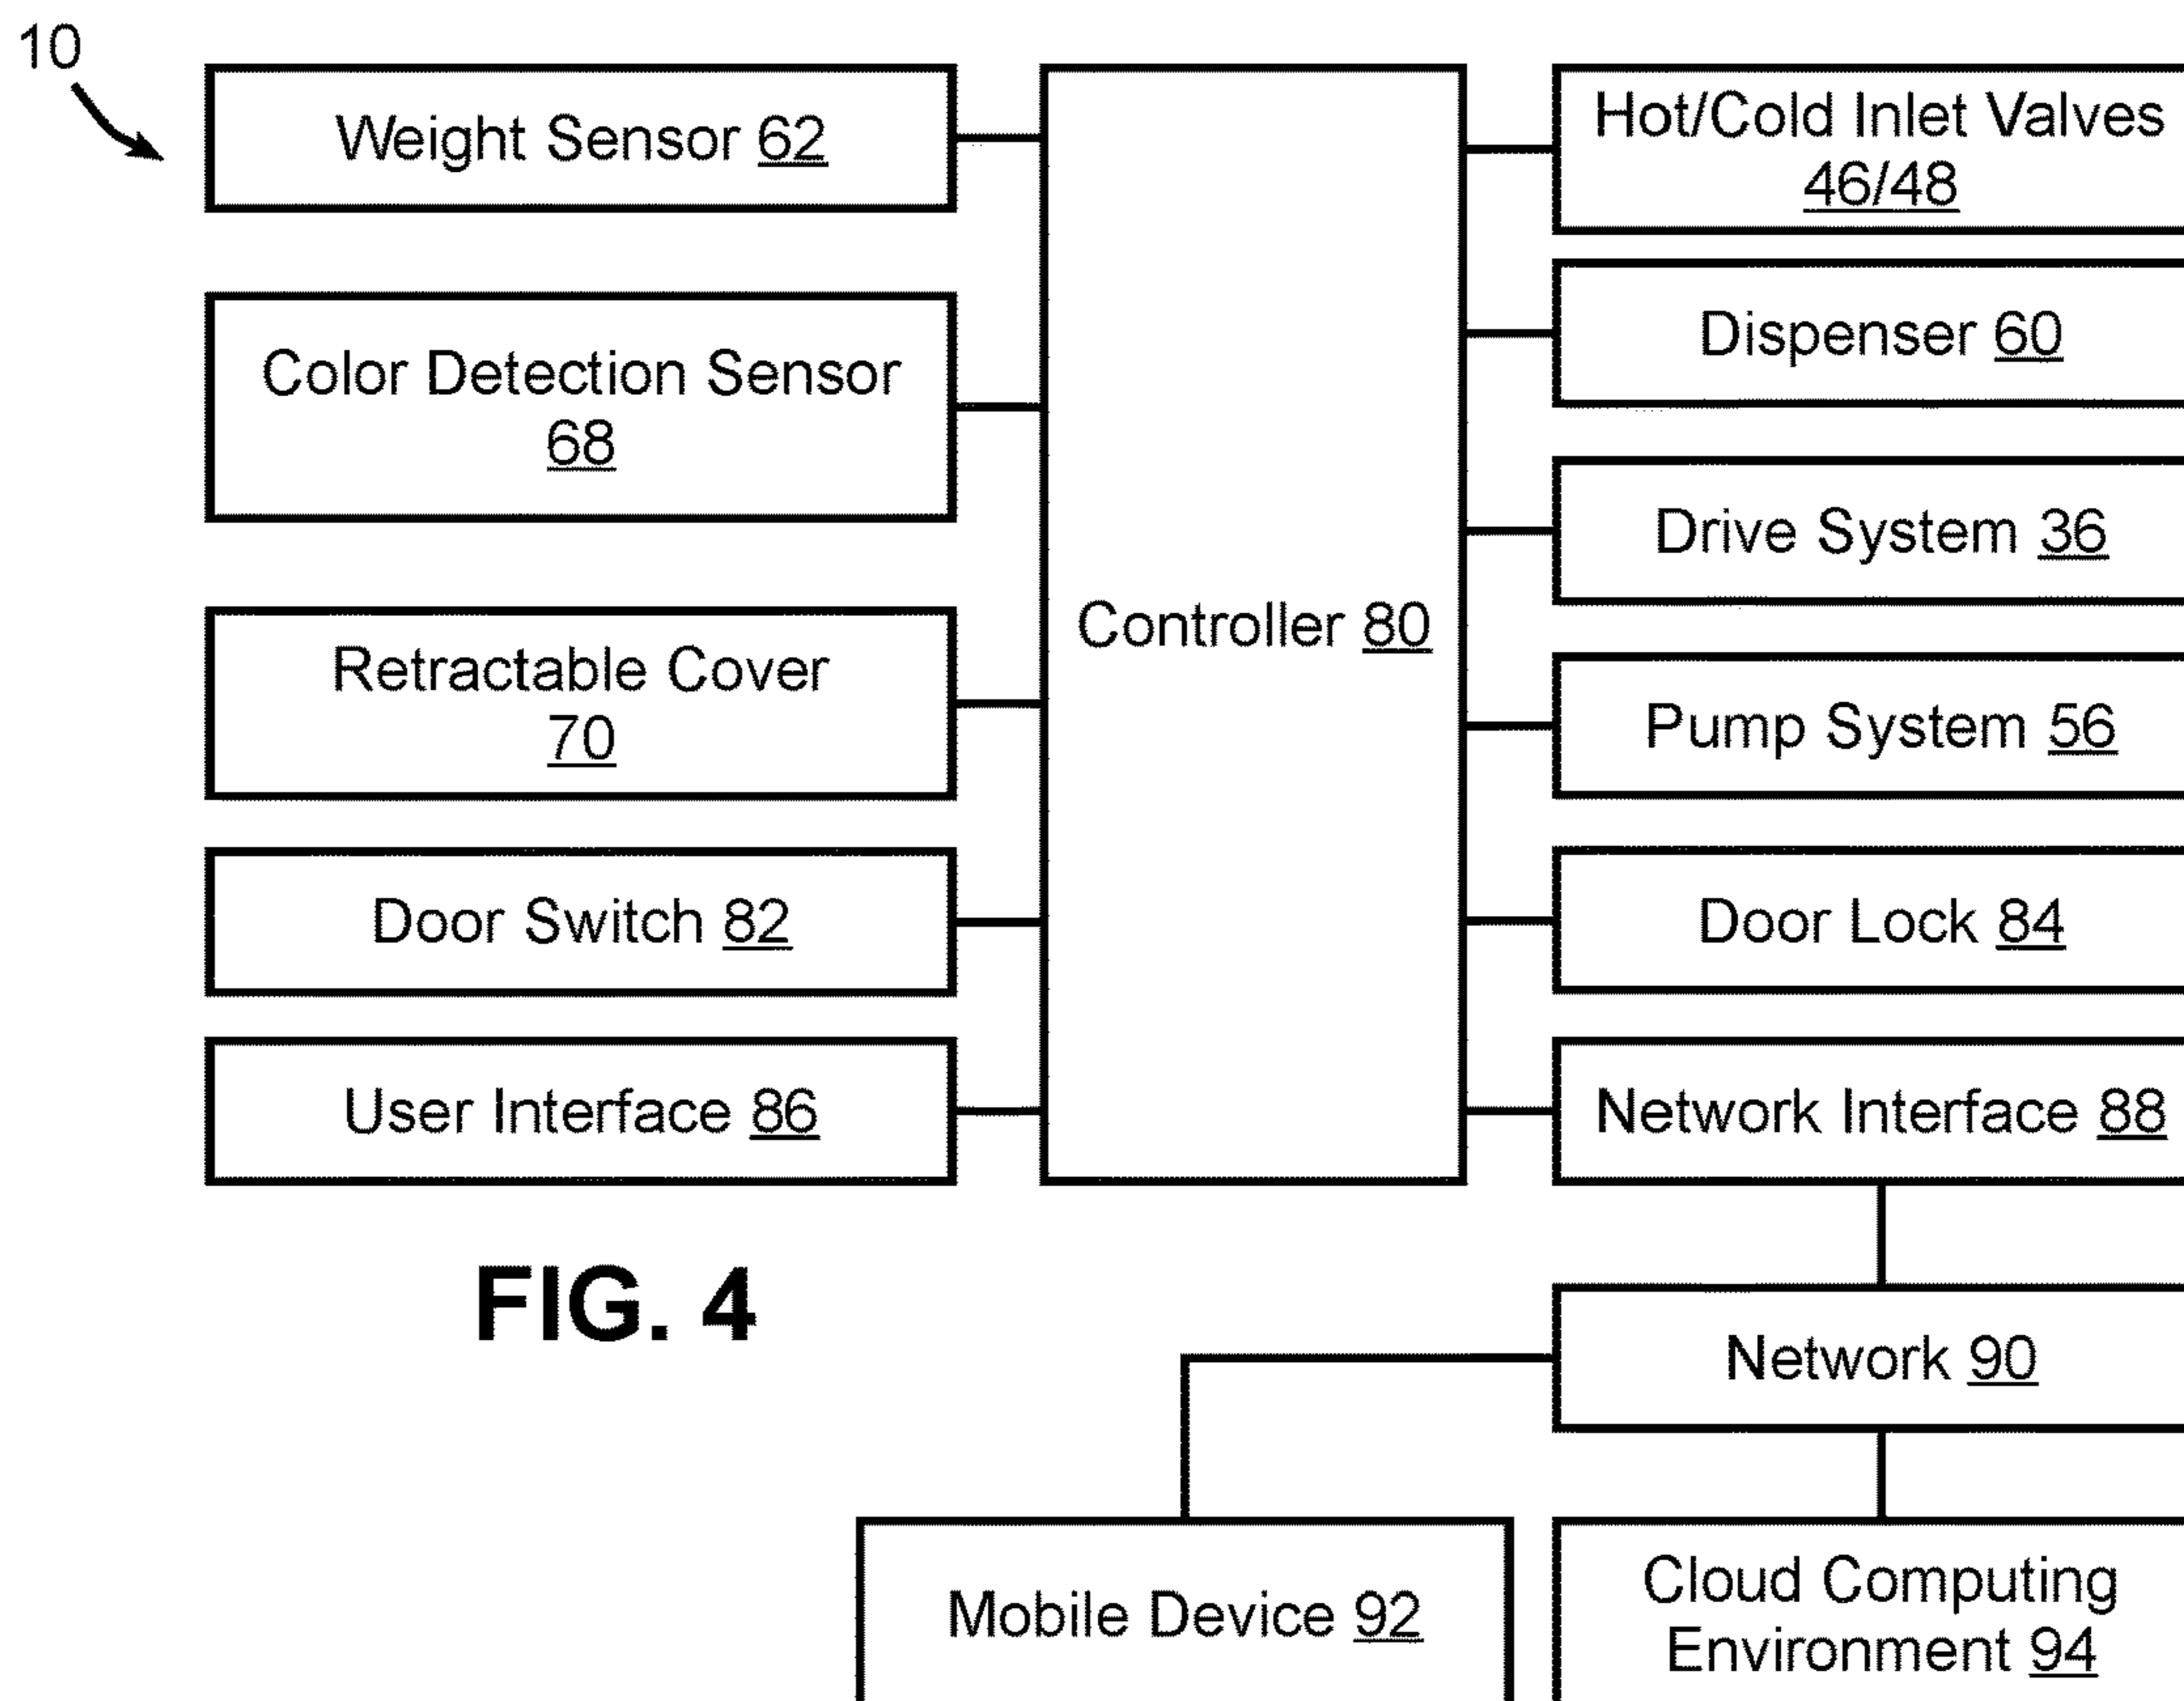 10
Weight Sensor 62
Color Detection Sensor
68
Retractable Cover
70
Door Switch 82
User Interface 86
Controller 80
Hot/Cold Inlet Valves
46/48
Dispenser 60
Drive System 36
Pump System 56
Door Lock 84
Network Interface 88
FIG. 4
Network 90
Mobile Device 92
Cloud Computing
Environment 94